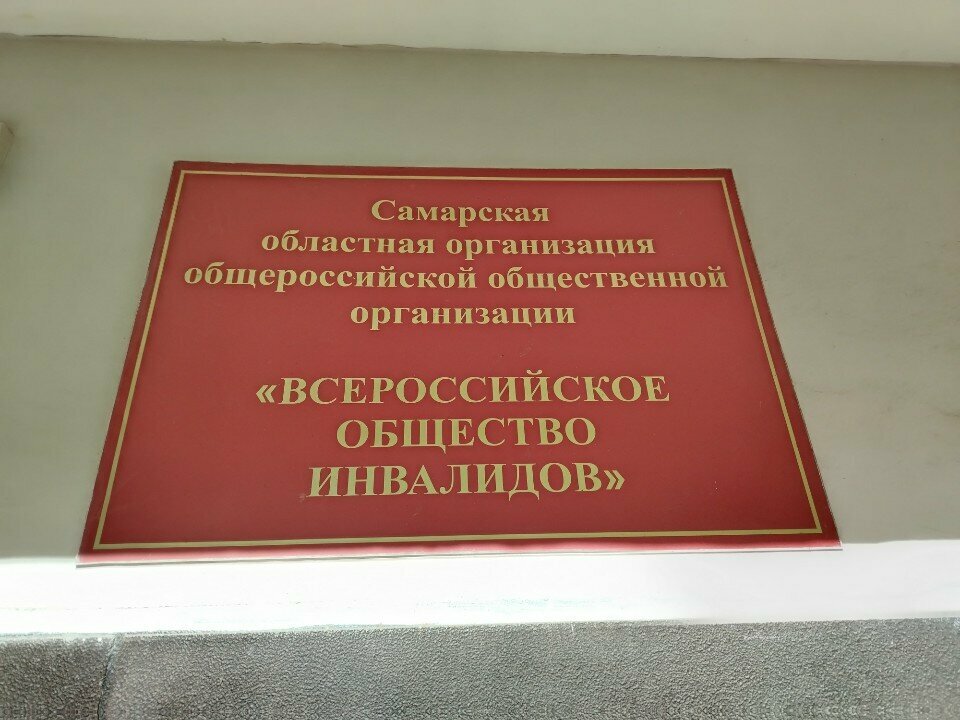 Самарская
областная организация
общероссийской общественной
организации
«ВСЕРОССИЙСКОЕ
ОБЩЕСТВО
ИНВАЛИДОВ»